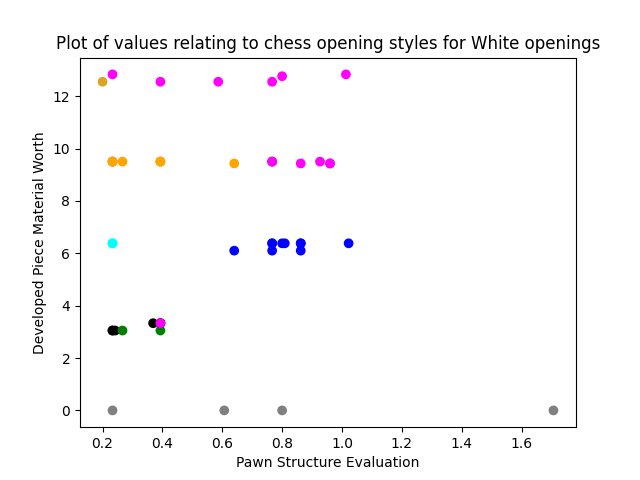 Plot of values relating to chess opening styles for White openings
Developed Piece Material Worth
12
10
8
6
4
2
0
0.2 0.4 0.6 0.8 1.0 1.2 1.4 1.6
Pawn Structure Evaluation